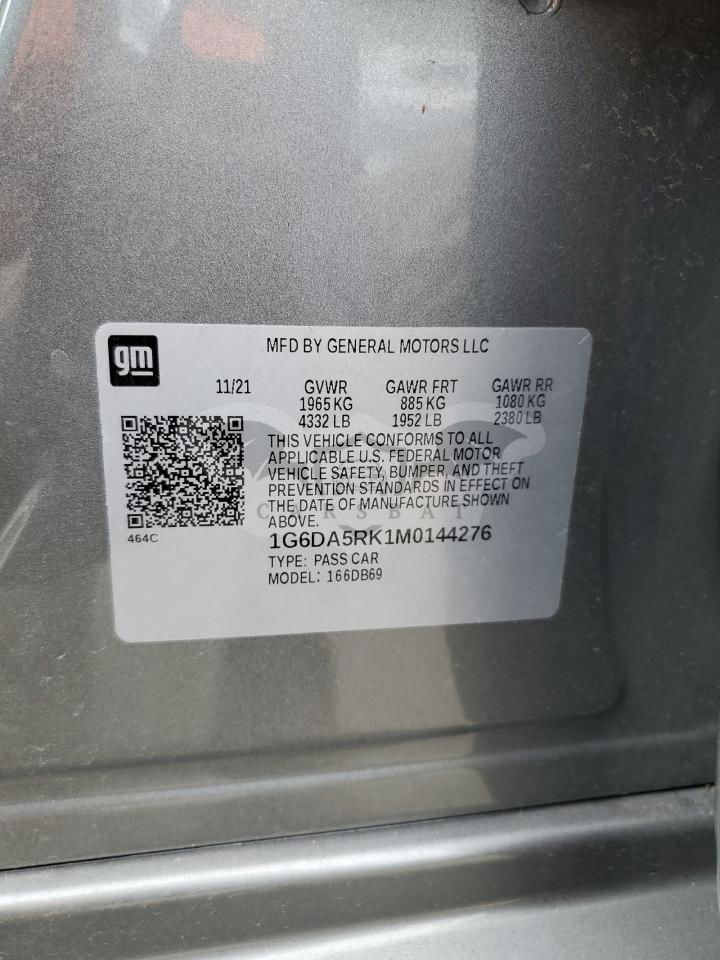 gm
MFD BY GENERAL MOTORS LLC
11/21 GVWR GAWR FRT GAWR RR
1965 KG 885 KG 1080 KG
4332 LB 1952 LB 2380 LB
THIS VEHICLE CONFORMS TO ALL
APPLICABLE U.S. FEDERAL MOTOR
VEHICLE SAFETY, BUMPER, AND THEFT
PREVENTION STANDARDS IN EFFECT ON
THE DATE OF MANUFACTURE SHOWN
ABOVE.
CARSBAT
464C
1G6DA5RK1M0144276
TYPE: PASS CAR
MODEL: 166DB69